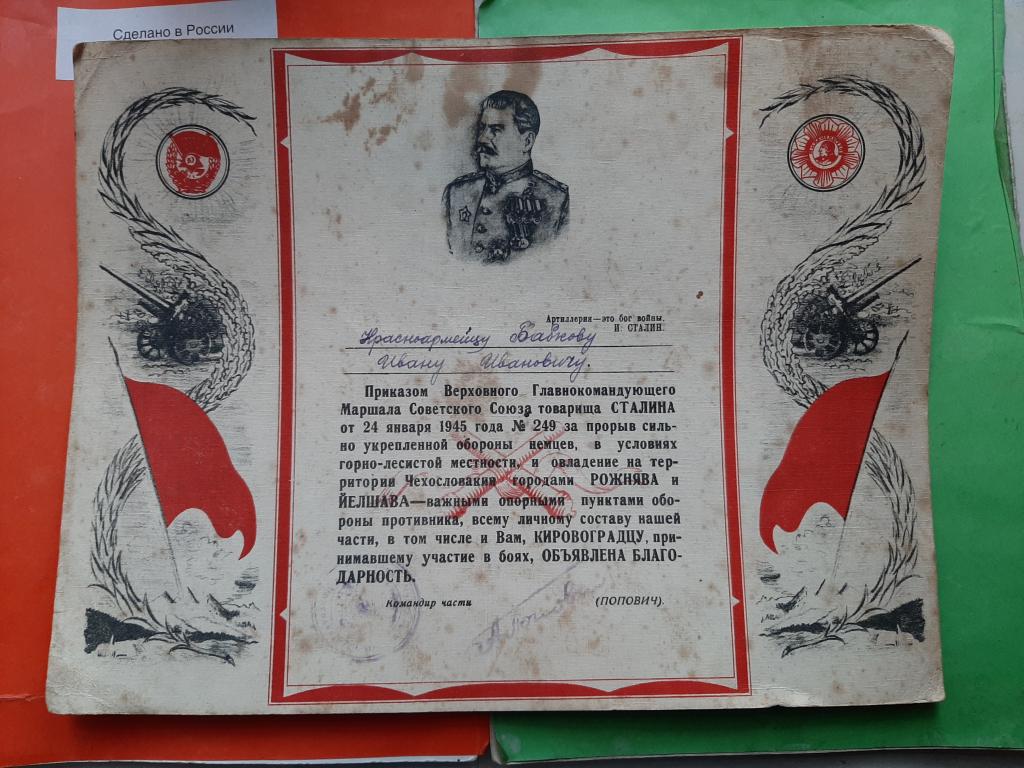 Сделано в России
Артиллерия—это бог войны.
И. СТАЛИН.
Красноармейцу Бабкову
Ивану Ивановичу.
Приказом Верховного Главнокомандующего
Маршала Советского Союза товарища СТАЛИНА
от 24 января 1945 года № 249 за прорыв силь-
но укрепленной обороны немцев, в условиях
горно-лесистой местности, и овладение на тер-
ритории Чехословакии городами РОЖНЯВА и
ЙЕЛШАВА—важными опорными пунктами обо-
роны противника, всему личному составу нашей
части, в том числе и Вам, КИРОВОГРАДЦУ, при-
нимавшему участие в боях, ОБЪЯВЛЕНА БЛАГО-
ДАРНОСТЬ.
Командир части (ПОПОВИЧ).